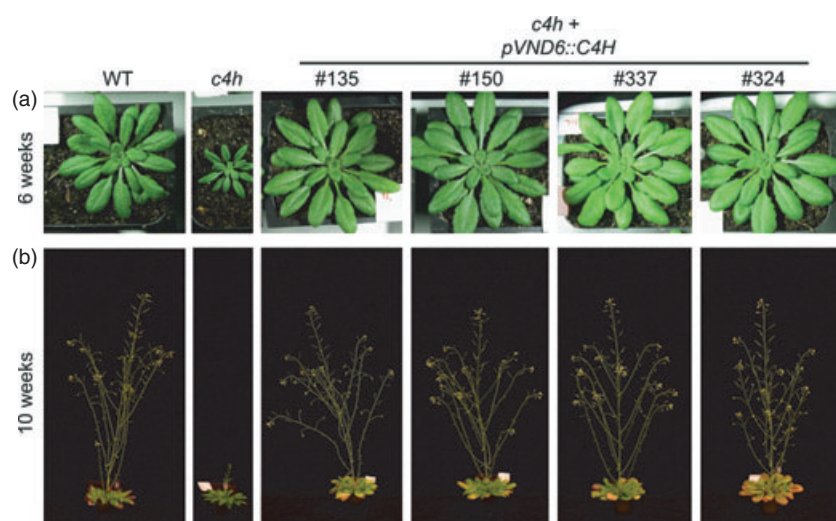 c4h +
pVND6::C4H
WT c4h #135 #150 #337 #324
(a)
6 weeks
(b)
10 weeks